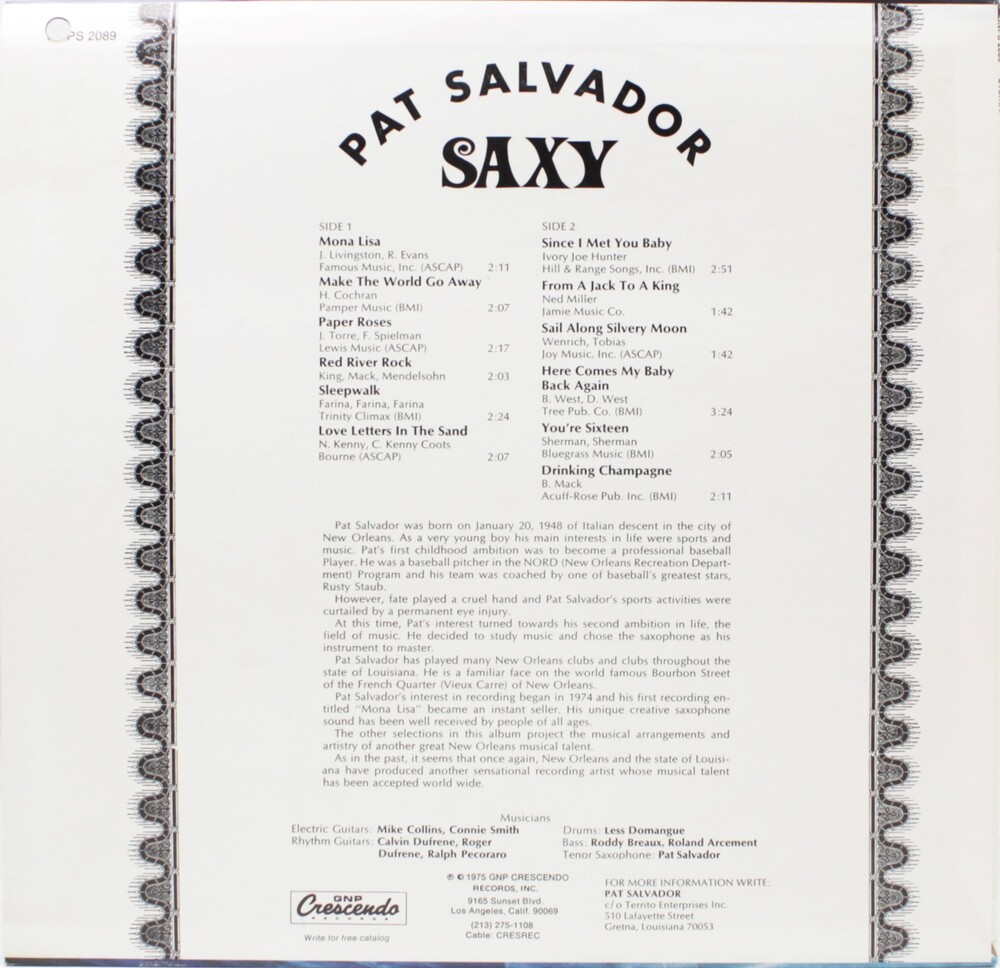 PS 2089
PAT SALVADOR
SAXY
SIDE 1
Mona Lisa
J. Livingston, R. Evans
Famous Music, Inc. (ASCAP) 2:11
Make The World Go Away
H. Cochran
Pamper Music (BMI) 2:07
Paper Roses
J. Torre, F. Spielman
Lewis Music (ASCAP) 2:17
Red River Rock
King, Mack, Mendelsohn 2:03
Sleepwalk
Farina, Farina, Farina
Trinity Climax (BMI) 2:24
Love Letters In The Sand
N. Kenny, C. Kenny Coots
Bourne (ASCAP) 2:07
SIDE 2
Since I Met You Baby
Ivory Joe Hunter
Hill & Range Songs, Inc. (BMI) 2:51
From A Jack To A King
Ned Miller
Jamie Music Co. 1:42
Sail Along Silvery Moon
Wenrich, Tobias
Joy Music. Inc. (ASCAP) 1:42
Here Comes My Baby
Back Again
B. West, D. West
Tree Pub. Co. (BMI) 3:24
You're Sixteen
Sherman, Sherman
Bluegrass Music (BMI) 2:05
Drinking Champagne
B. Mack
Acuff-Rose Pub. Inc. (BMI) 2:11
Pat Salvador was born on January 20, 1948 of Italian descent in the city of
New Orleans. As a very young boy his main interests in life were sports and
music. Pat's first childhood ambition was to become a professional baseball
Player. He was a baseball pitcher in the NORD (New Orleans Recreation Depart-
ment) Program and his team was coached by one of baseball's greatest stars,
Rusty Staub.
However, fate played a cruel hand and Pat Salvador's sports activities were
curtailed by a permanent eye injury.
At this time, Pat's interest turned towards his second ambition in life, the
field of music. He decided to study music and chose the saxophone as his
instrument to master.
Pat Salvador has played many New Orleans clubs and clubs throughout the
state of Louisiana. He is a familiar face on the world famous Bourbon Street
of the French Quarter (Vieux Carre) of New Orleans.
Pat Salvador's interest in recording began in 1974 and his first recording en-
titled "Mona Lisa" became an instant seller. His unique creative saxophone
sound has been well received by people of all ages.
The other selections in this album project the musical arrangements and
artistry of another great New Orleans musical talent.
As in the past, it seems that once again, New Orleans and the state of Louisi-
ana have produced another sensational recording artist whose musical talent
has been accepted world wide.
Musicians
Electric Guitars: Mike Collins, Connie Smith
Rhythm Guitars: Calvin Dufrene, Roger
Dufrene, Ralph Pecoraro
Drums: Less Domangue
Bass: Roddy Breaux, Roland Arcement
Tenor Saxophone: Pat Salvador
GNP
Crescendo
RECORDS
Write for free catalog
℗ © 1975 GNP CRESCENDO
RECORDS, INC.
9165 Sunset Blvd.
Los Angeles, Calif. 90069
(213) 275-1108
Cable: CRESREC
FOR MORE INFORMATION WRITE:
PAT SALVADOR
c/o Territo Enterprises Inc.
510 Lafayette Street
Gretna, Louisiana 70053